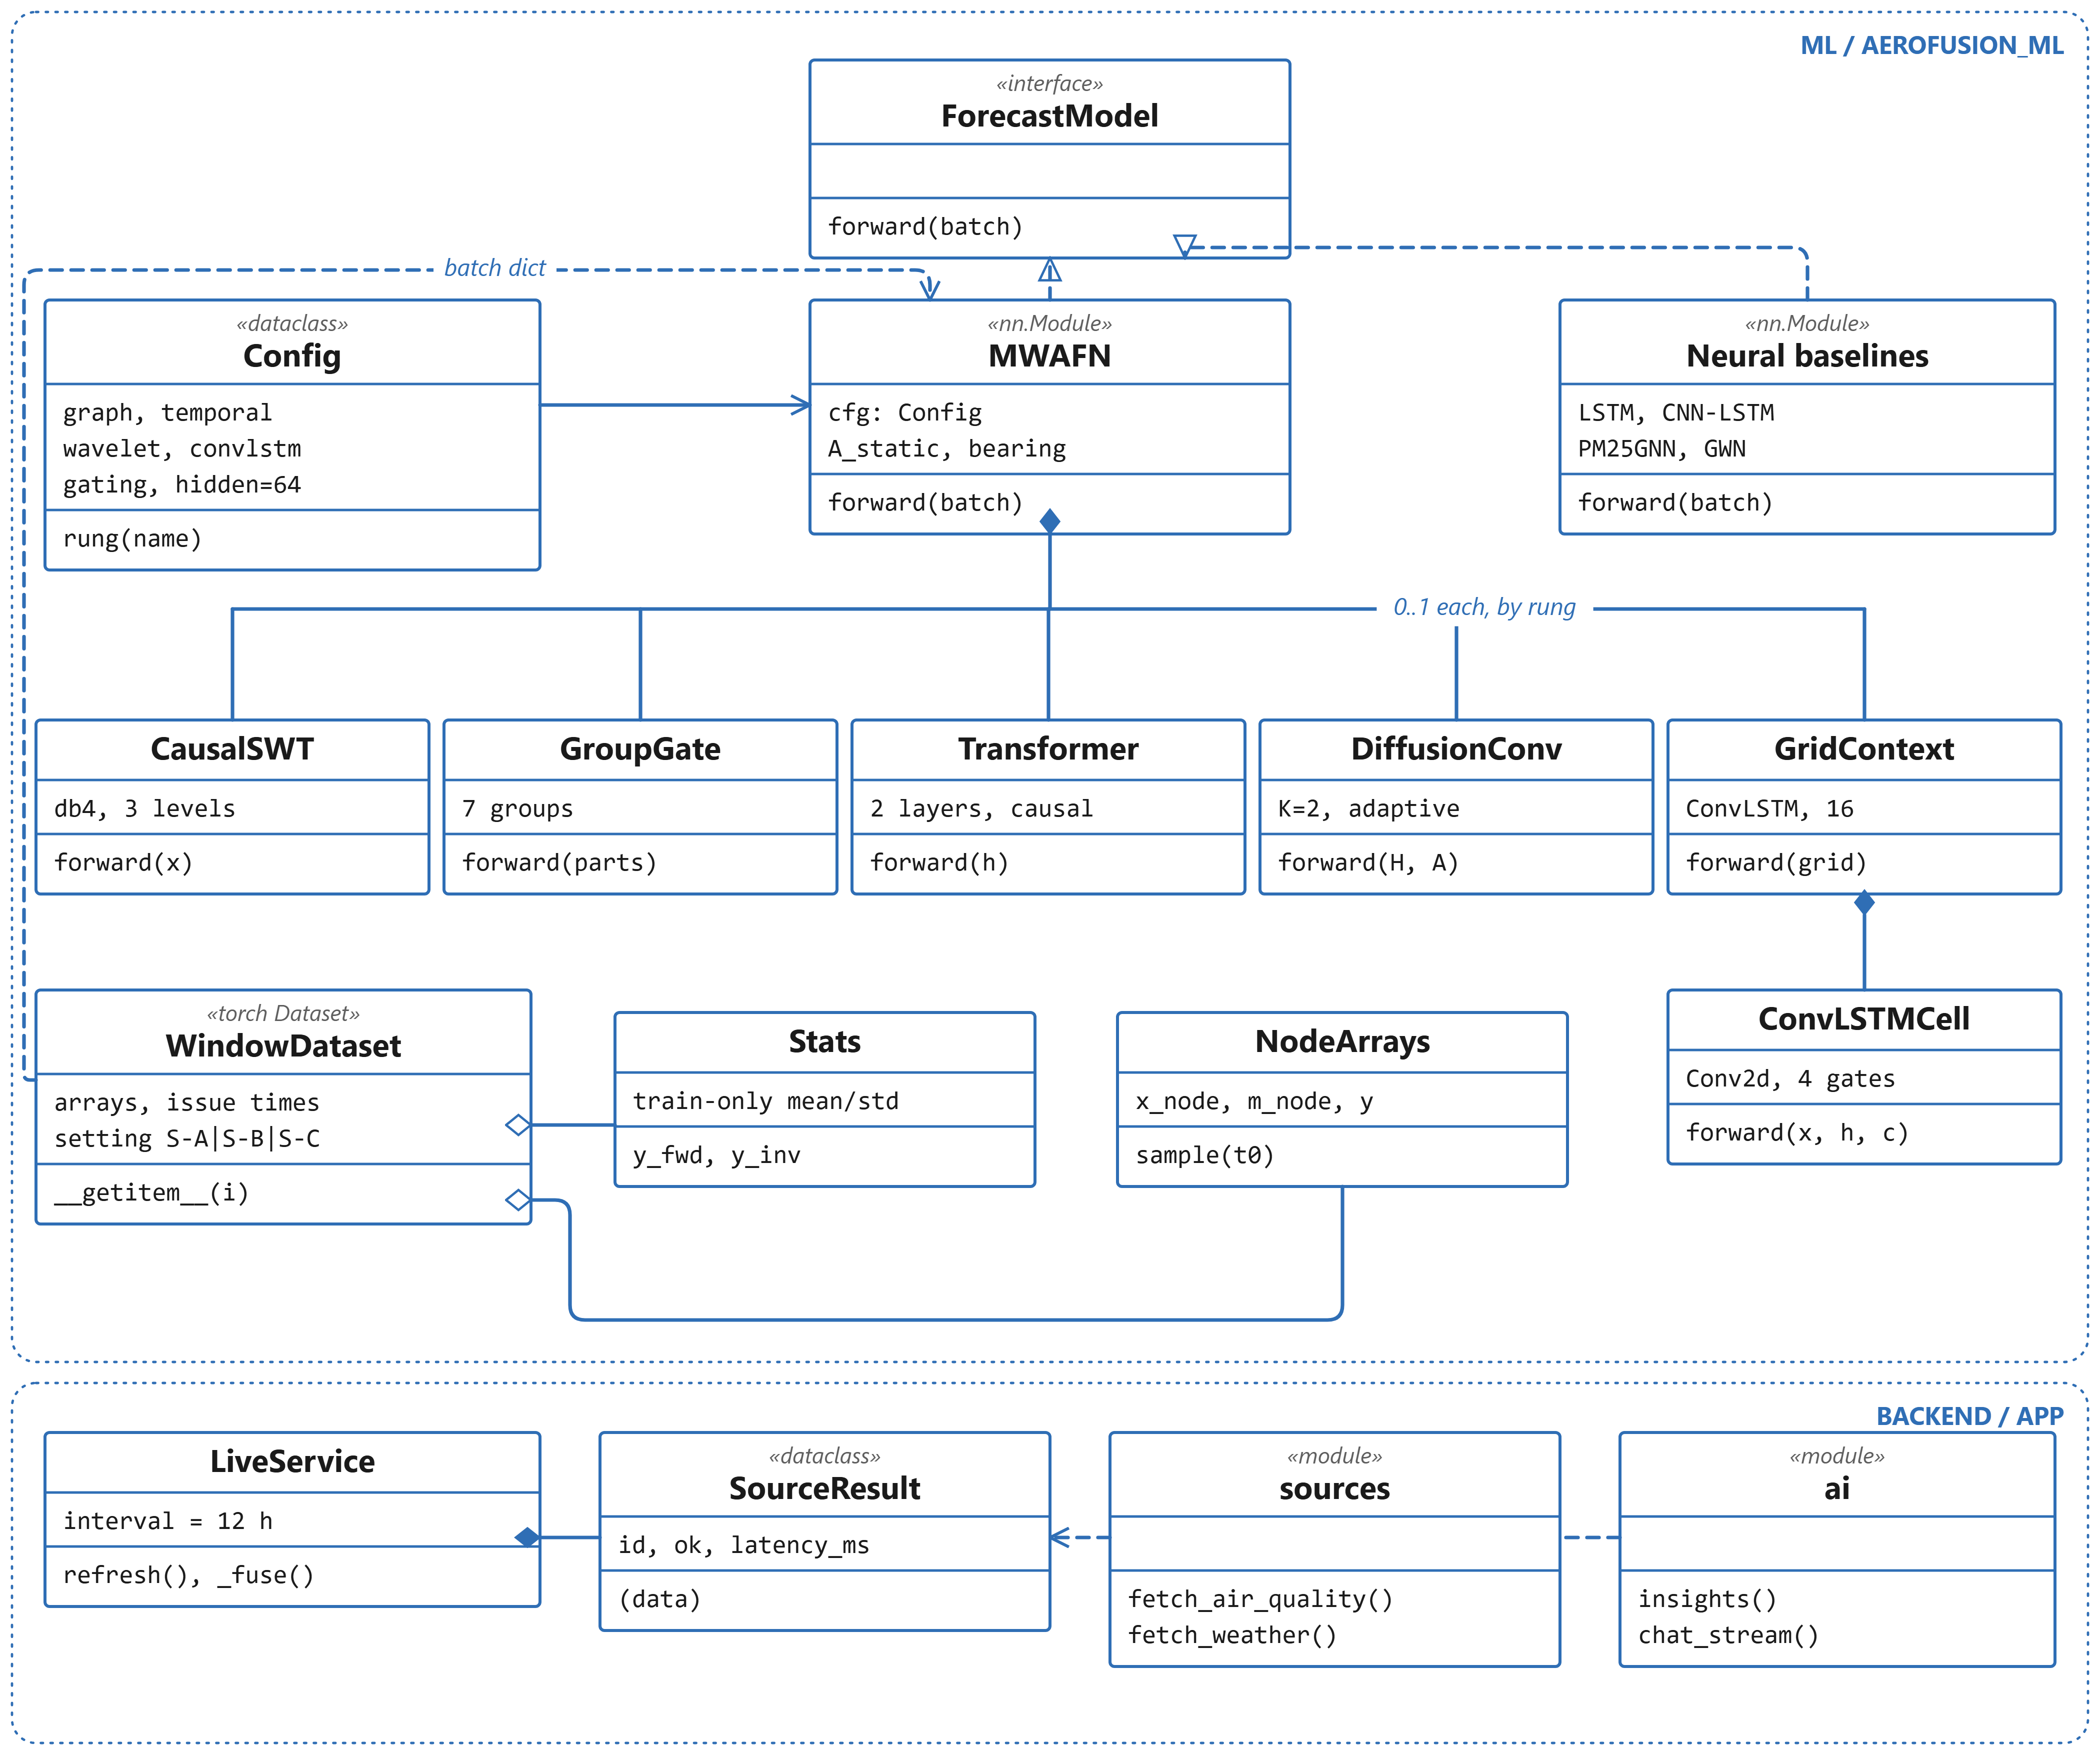 ML / AEROFUSION_ML
«interface»
ForecastModel
forward(batch)
batch dict
«dataclass»
Config
graph, temporal
wavelet, convlstm
gating, hidden=64
rung(name)
«nn.Module»
MWAFN
cfg: Config
A_static, bearing
forward(batch)
«nn.Module»
Neural baselines
LSTM, CNN-LSTM
PM25GNN, GWN
forward(batch)
0..1 each, by rung
CausalSWT
db4, 3 levels
forward(x)
GroupGate
7 groups
forward(parts)
Transformer
2 layers, causal
forward(h)
DiffusionConv
K=2, adaptive
forward(H, A)
GridContext
ConvLSTM, 16
forward(grid)
«torch Dataset»
WindowDataset
arrays, issue times
setting S-A|S-B|S-C
__getitem__(i)
Stats
train-only mean/std
y_fwd, y_inv
NodeArrays
x_node, m_node, y
sample(t0)
ConvLSTMCell
Conv2d, 4 gates
forward(x, h, c)
BACKEND / APP
LiveService
interval = 12 h
refresh(), _fuse()
«dataclass»
SourceResult
id, ok, latency_ms
(data)
«module»
sources
fetch_air_quality()
fetch_weather()
«module»
ai
insights()
chat_stream()